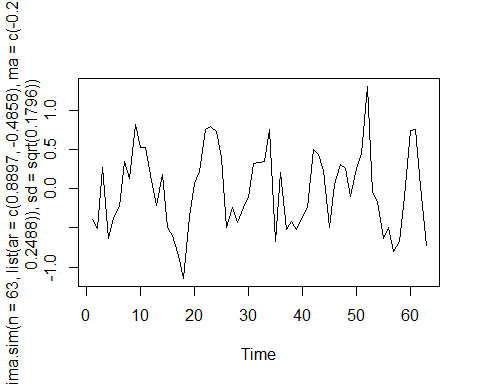 ima.sim(n = 63, list(ar = c(0.8897, -0.4858), ma = c(-0.2
0.2488)), sd = sqrt(0.1796))
1.0
0.5
0.0
-1.0
0 10 20 30 40 50 60
Time